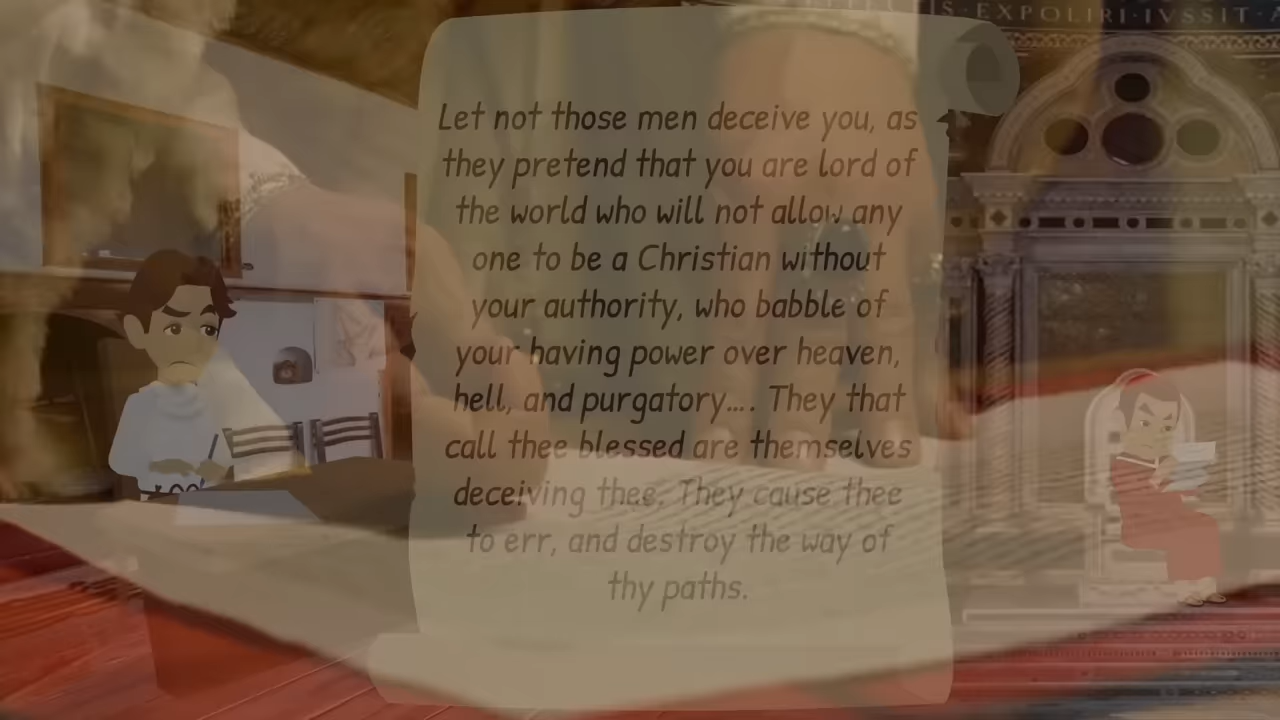 S·EXPOLIRI·IVSSIT·A
Let not those men deceive you, as
they pretend that you are lord of
the world who will not allow any
one to be a Christian without
your authority, who babble of
your having power over heaven,
hell, and purgatory.... They that
call thee blessed are themselves
deceiving thee; They cause thee
to err, and destroy the way of
thy paths.